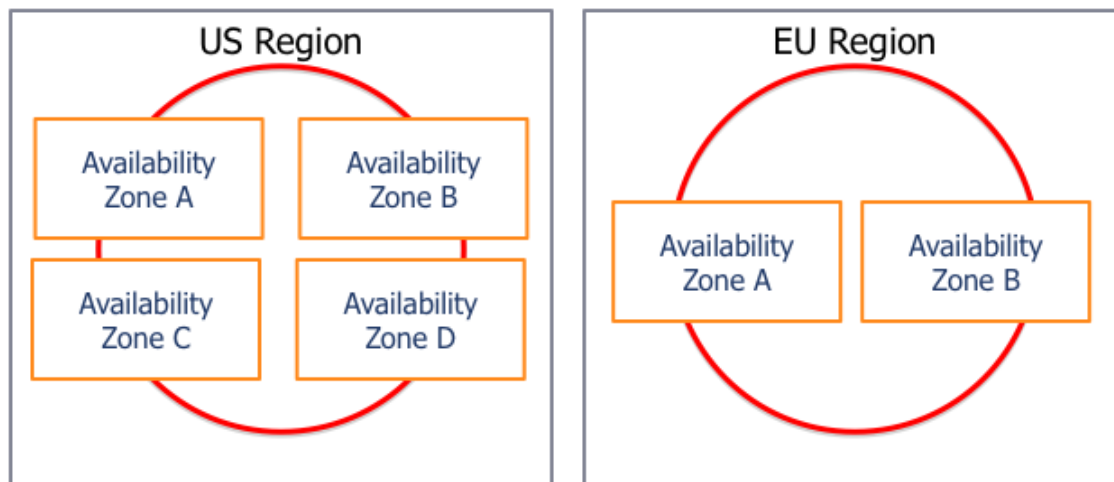 US Region
Availability
Zone A
Availability
Zone B
Availability
Zone C
Availability
Zone D
EU Region
Availability
Zone A
Availability
Zone B